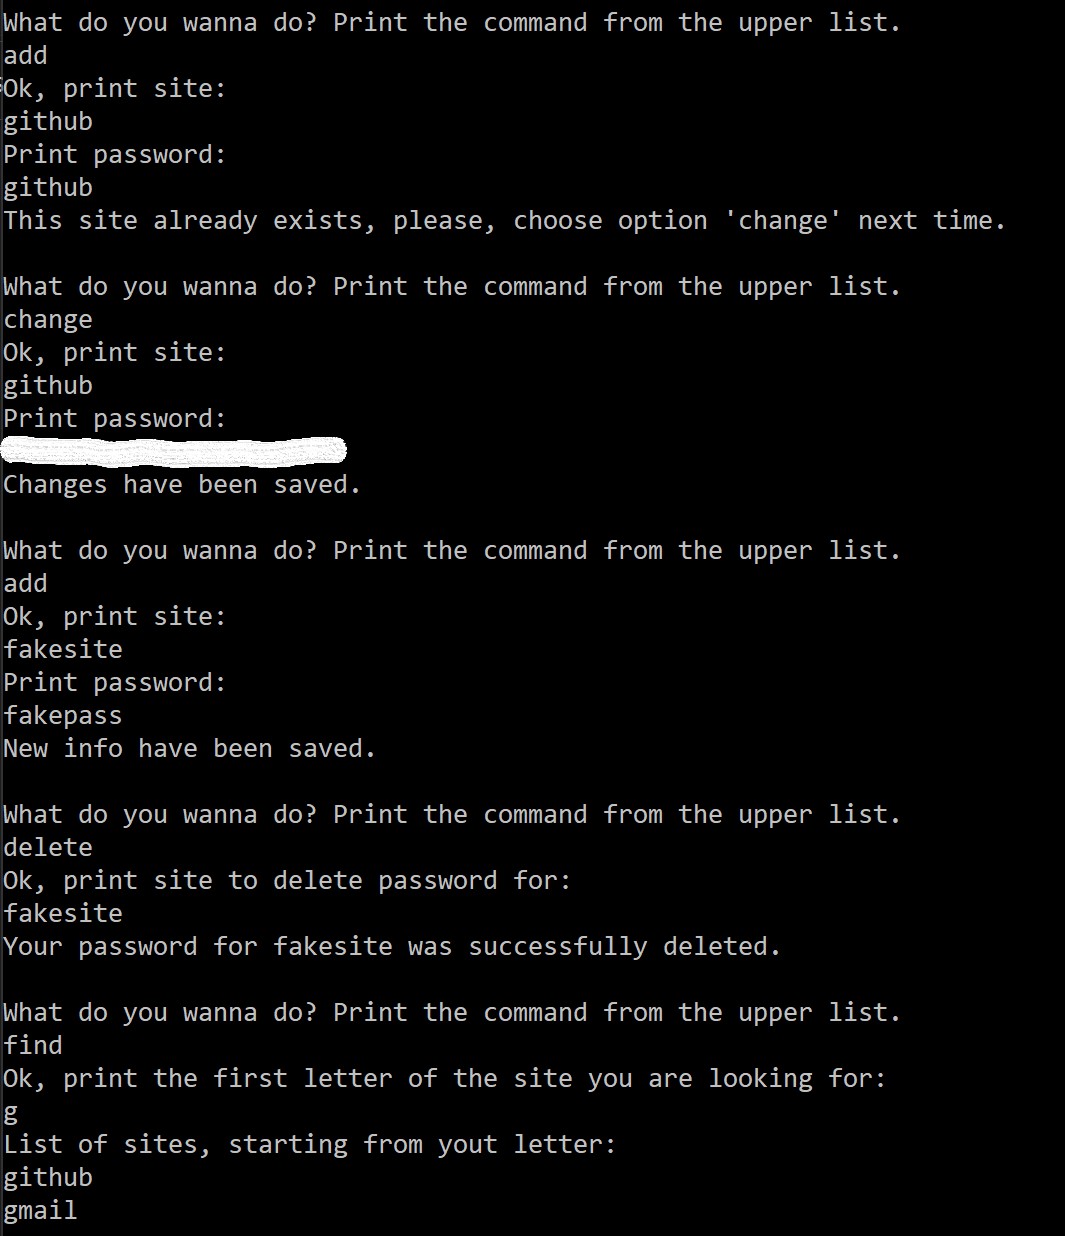 What do you wanna do? Print the command from the upper list.
add
Ok, print site:
github
Print password:
github
This site already exists, please, choose option 'change' next time.
What do you wanna do? Print the command from the upper list.
change
Ok, print site:
github
Print password:
Changes have been saved.
What do you wanna do? Print the command from the upper list.
add
Ok, print site:
fakesite
Print password:
fakepass
New info have been saved.
What do you wanna do? Print the command from the upper list.
delete
Ok, print site to delete password for:
fakesite
Your password for fakesite was successfully deleted.
What do you wanna do? Print the command from the upper list.
find
Ok, print the first letter of the site you are looking for:
g
List of sites, starting from yout letter:
github
gmail